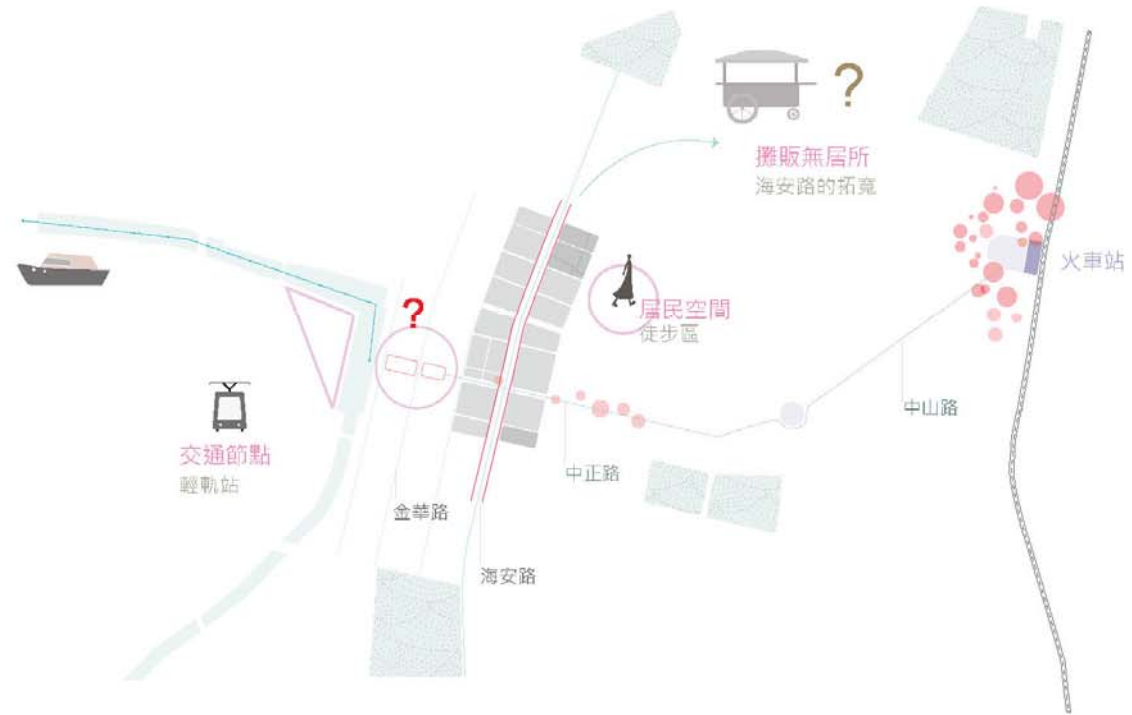 ?
攤販無居所
海安路的拓寬
火車站
?
居民空間
徒步區
中山路
交通節點
輕軌站
中正路
金華路
海安路